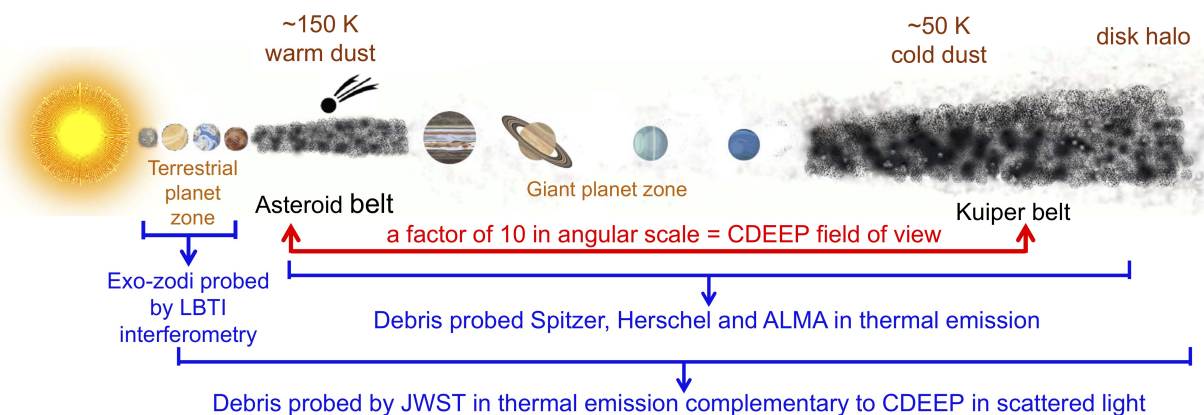 ~150 K
warm dust
~50 K
cold dust
disk halo
Terrestrial
planet
zone
Giant planet zone
Asteroid belt
Kuiper belt
a factor of 10 in angular scale = CDEEP field of view
Exo-zodi probed
by LBTI
interferometry
Debris probed Spitzer, Herschel and ALMA in thermal emission
Debris probed by JWST in thermal emission complementary to CDEEP in scattered light